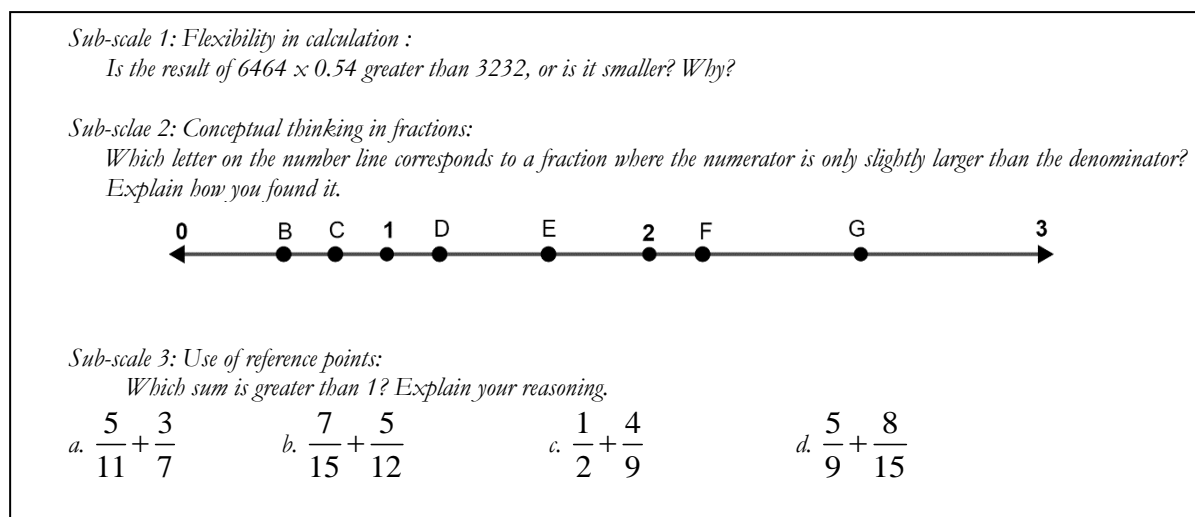 Sub-scale 1: Flexibility in calculation :
Is the result of 6464 x 0.54 greater than 3232, or is it smaller? Why?
Sub-sclae 2: Conceptual thinking in fractions:
Which letter on the number line corresponds to a fraction where the numerator is only slightly larger than the denominator?
Explain how you found it.
0 B C 1 D E 2 F G 3
Sub-scale 3: Use of reference points:
Which sum is greater than 1? Explain your reasoning.
a. 5/11 + 3/7 b. 7/15 + 5/12 c. 1/2 + 4/9 d. 5/9 + 8/15